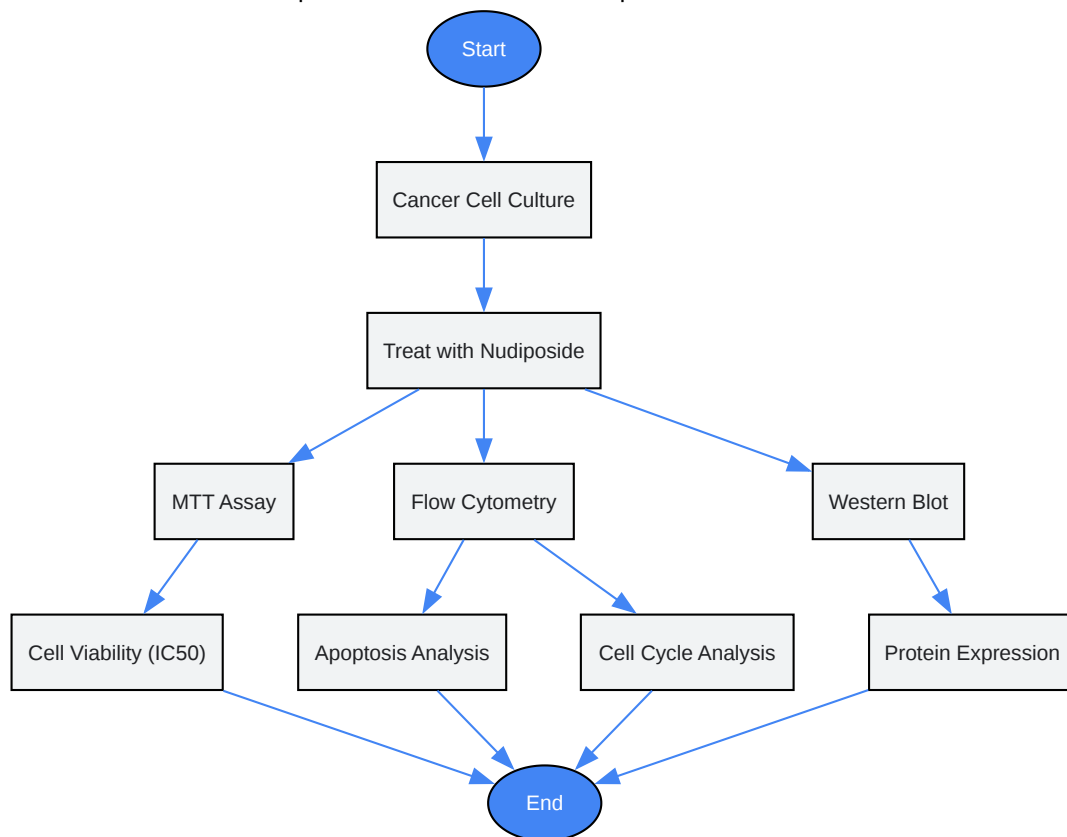 Start
Cancer Cell Culture
Treat with Nudiposide
MTT Assay
Flow Cytometry
Western Blot
Cell Viability (IC50)
Apoptosis Analysis
Cell Cycle Analysis
Protein Expression
End